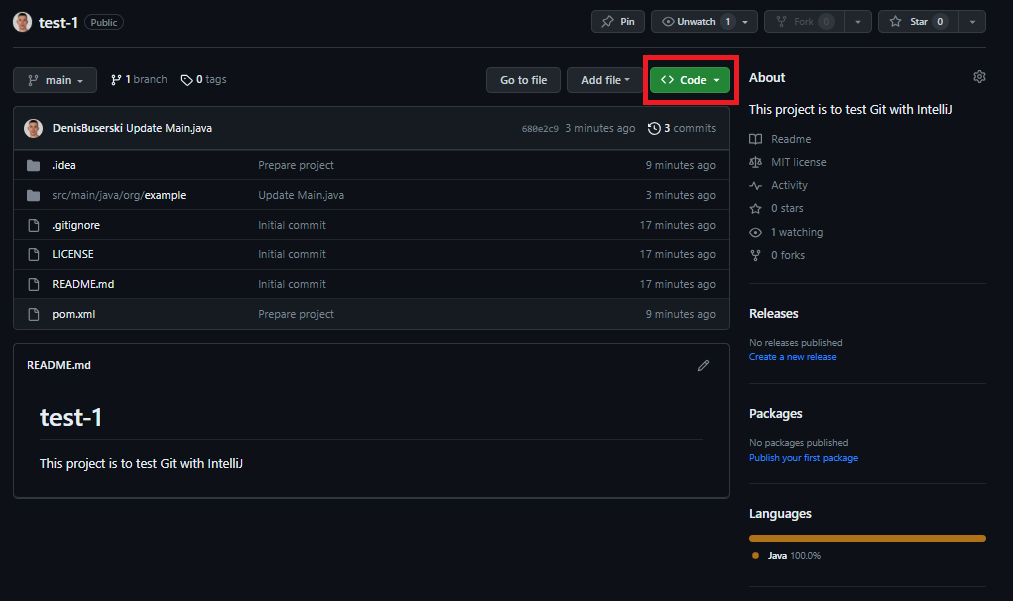 test-1 Public Pin Unwatch 1 Fork 0 Star 0
main 1 branch 0 tags Go to file Add file <> Code
DenisBuserski Update Main.java 680e2c9 3 minutes ago 3 commits
.idea Prepare project 9 minutes ago
src/main/java/org/example Update Main.java 3 minutes ago
.gitignore Initial commit 17 minutes ago
LICENSE Initial commit 17 minutes ago
README.md Initial commit 17 minutes ago
pom.xml Prepare project 9 minutes ago
README.md
test-1
This project is to test Git with IntelliJ
About
This project is to test Git with IntelliJ
Readme
MIT license
Activity
0 stars
1 watching
0 forks
Releases
No releases published
Create a new release
Packages
No packages published
Publish your first package
Languages
Java 100.0%